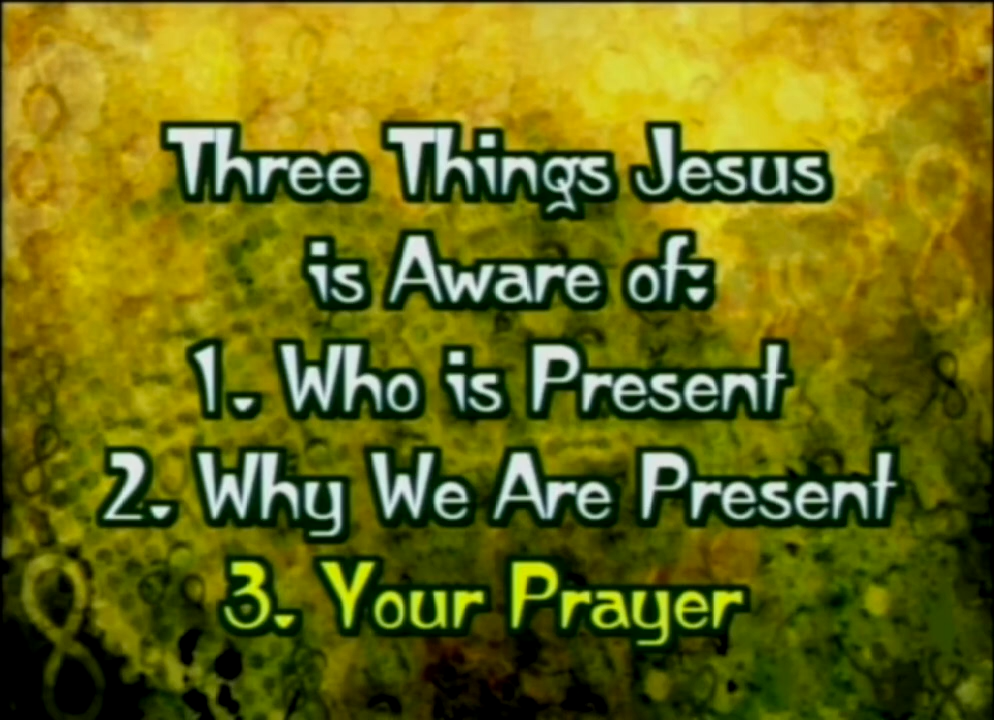 Three Things Jesus
is Aware of:
1. Who is Present
2. Why We Are Present
3. Your Prayer